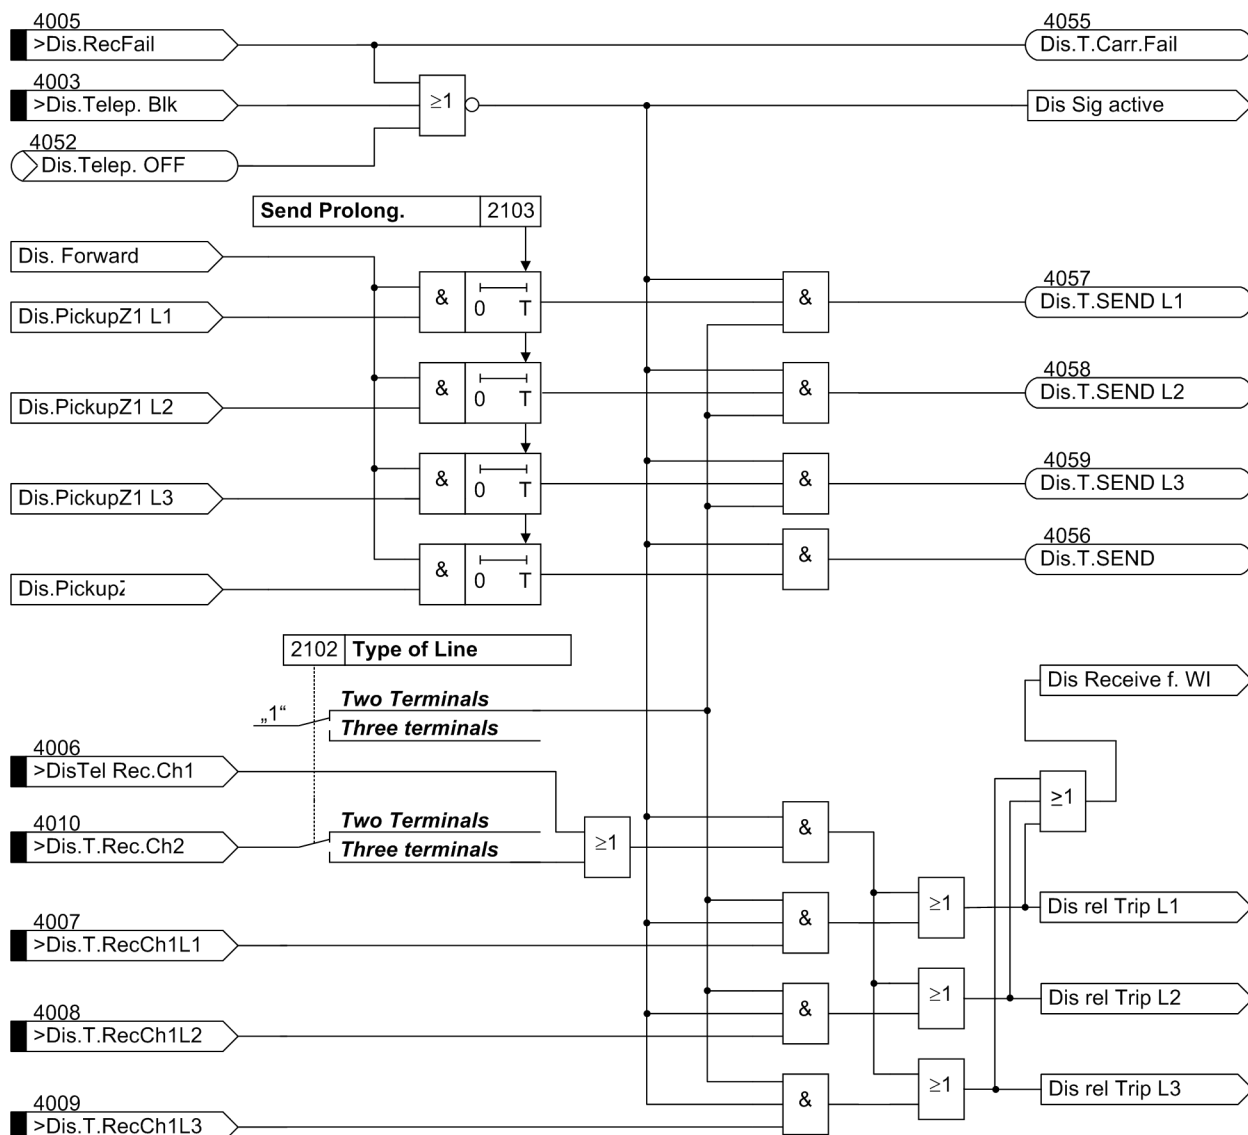 4005
>Dis.RecFail
4055
Dis.T.Carr.Fail
4003
>Dis.Telep. Blk
≥1
Dis Sig active
4052
Dis.Telep. OFF
Send Prolong. 2103
Dis. Forward
Dis.PickupZ1 L1
& 0 T
&
4057
Dis.T.SEND L1
Dis.PickupZ1 L2
& 0 T
&
4058
Dis.T.SEND L2
Dis.PickupZ1 L3
& 0 T
&
4059
Dis.T.SEND L3
Dis.Pickup
& 0 T
&
4056
Dis.T.SEND
2102 Type of Line
„1“
Two Terminals
Three terminals
Dis Receive f. WI
4006
>DisTel Rec.Ch1
≥1
4010
>Dis.T.Rec.Ch2
Two Terminals
Three terminals
≥1
&
4007
>Dis.T.RecCh1L1
&
≥1
Dis rel Trip L1
4008
>Dis.T.RecCh1L2
&
≥1
Dis rel Trip L2
4009
>Dis.T.RecCh1L3
&
≥1
Dis rel Trip L3